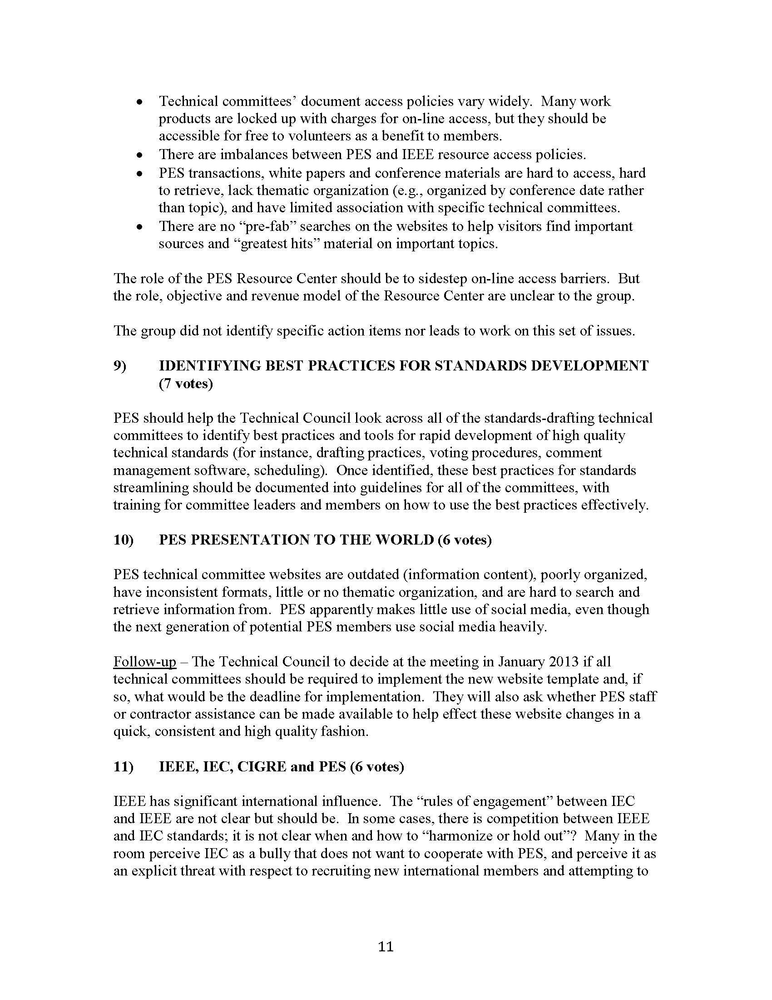 • Technical committees’ document access policies vary widely.  Many work
products are locked up with charges for on-line access, but they should be
accessible for free to volunteers as a benefit to members.
• There are imbalances between PES and IEEE resource access policies.
• PES transactions, white papers and conference materials are hard to access, hard
to retrieve, lack thematic organization (e.g., organized by conference date rather
than topic), and have limited association with specific technical committees.
• There are no “pre-fab” searches on the websites to help visitors find important
sources and “greatest hits” material on important topics.
The role of the PES Resource Center should be to sidestep on-line access barriers.  But
the role, objective and revenue model of the Resource Center are unclear to the group.
The group did not identify specific action items nor leads to work on this set of issues.
9) IDENTIFYING BEST PRACTICES FOR STANDARDS DEVELOPMENT
(7 votes)
PES should help the Technical Council look across all of the standards-drafting technical
committees to identify best practices and tools for rapid development of high quality
technical standards (for instance, drafting practices, voting procedures, comment
management software, scheduling).  Once identified, these best practices for standards
streamlining should be documented into guidelines for all of the committees, with
training for committee leaders and members on how to use the best practices effectively.
10) PES PRESENTATION TO THE WORLD (6 votes)
PES technical committee websites are outdated (information content), poorly organized,
have inconsistent formats, little or no thematic organization, and are hard to search and
retrieve information from.  PES apparently makes little use of social media, even though
the next generation of potential PES members use social media heavily.
Follow-up – The Technical Council to decide at the meeting in January 2013 if all
technical committees should be required to implement the new website template and, if
so, what would be the deadline for implementation.  They will also ask whether PES staff
or contractor assistance can be made available to help effect these website changes in a
quick, consistent and high quality fashion.
11) IEEE, IEC, CIGRE and PES (6 votes)
IEEE has significant international influence.  The “rules of engagement” between IEC
and IEEE are not clear but should be.  In some cases, there is competition between IEEE
and IEC standards; it is not clear when and how to “harmonize or hold out”?  Many in the
room perceive IEC as a bully that does not want to cooperate with PES, and perceive it as
an explicit threat with respect to recruiting new international members and attempting to
11